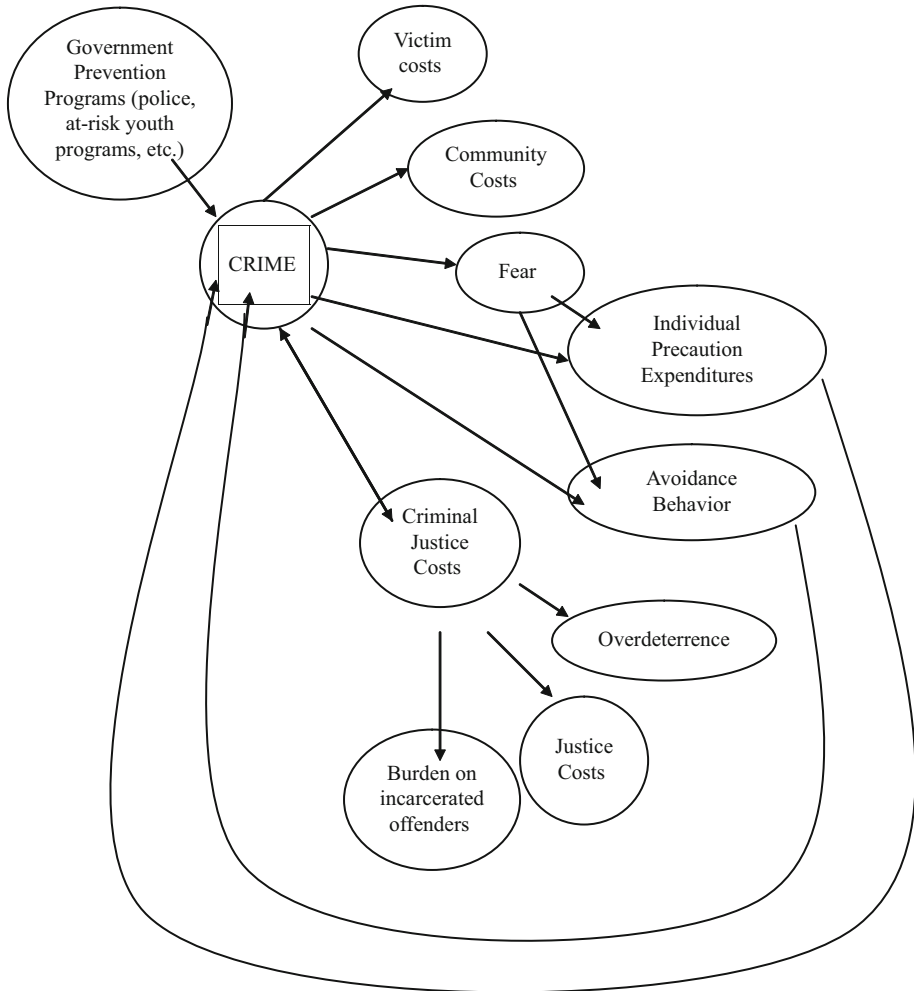 Government
Prevention
Programs (police,
at-risk youth
programs, etc.)
Victim
costs
Community
Costs
CRIME
Fear
Individual
Precaution
Expenditures
Avoidance
Behavior
Criminal
Justice
Costs
Overdeterrence
Justice
Costs
Burden on
incarcerated
offenders